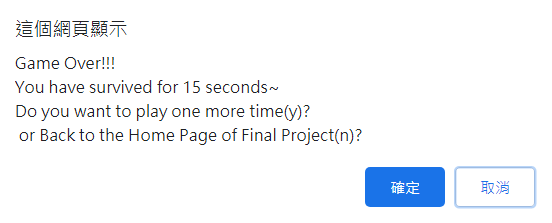 這個網頁顯示
Game Over!!!
You have survived for 15 seconds~
Do you want to play one more time(y)?
or Back to the Home Page of Final Project(n)?
確定
取消